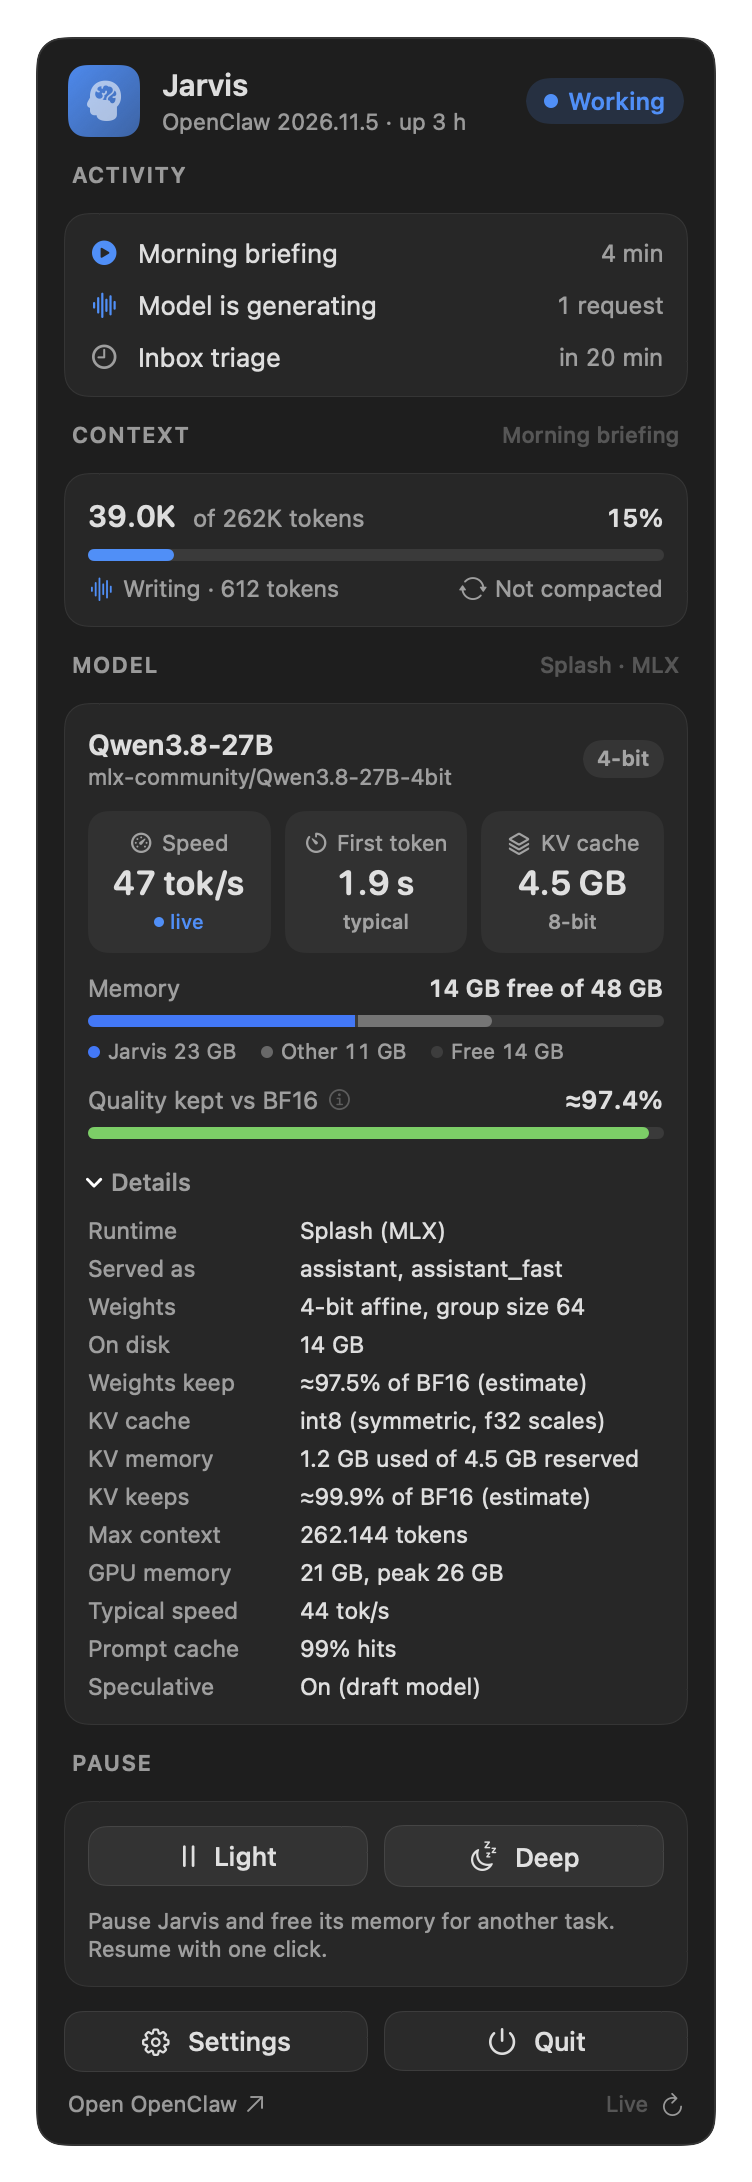 Jarvis
OpenClaw 2026.11.5 · up 3 h
Working
ACTIVITY
Morning briefing 4 min
Model is generating 1 request
Inbox triage in 20 min
CONTEXT Morning briefing
39.0K of 262K tokens 15%
Writing · 612 tokens Not compacted
MODEL Splash · MLX
Qwen3.8-27B
mlx-community/Qwen3.8-27B-4bit
4-bit
Speed
47 tok/s
live
First token
1.9 s
typical
KV cache
4.5 GB
8-bit
Memory 14 GB free of 48 GB
Jarvis 23 GB Other 11 GB Free 14 GB
Quality kept vs BF16 ≈97.4%
Details
Runtime Splash (MLX)
Served as assistant, assistant_fast
Weights 4-bit affine, group size 64
On disk 14 GB
Weights keep ≈97.5% of BF16 (estimate)
KV cache int8 (symmetric, f32 scales)
KV memory 1.2 GB used of 4.5 GB reserved
KV keeps ≈99.9% of BF16 (estimate)
Max context 262.144 tokens
GPU memory 21 GB, peak 26 GB
Typical speed 44 tok/s
Prompt cache 99% hits
Speculative On (draft model)
PAUSE
Light Deep
Pause Jarvis and free its memory for another task.
Resume with one click.
Settings Quit
Open OpenClaw Live